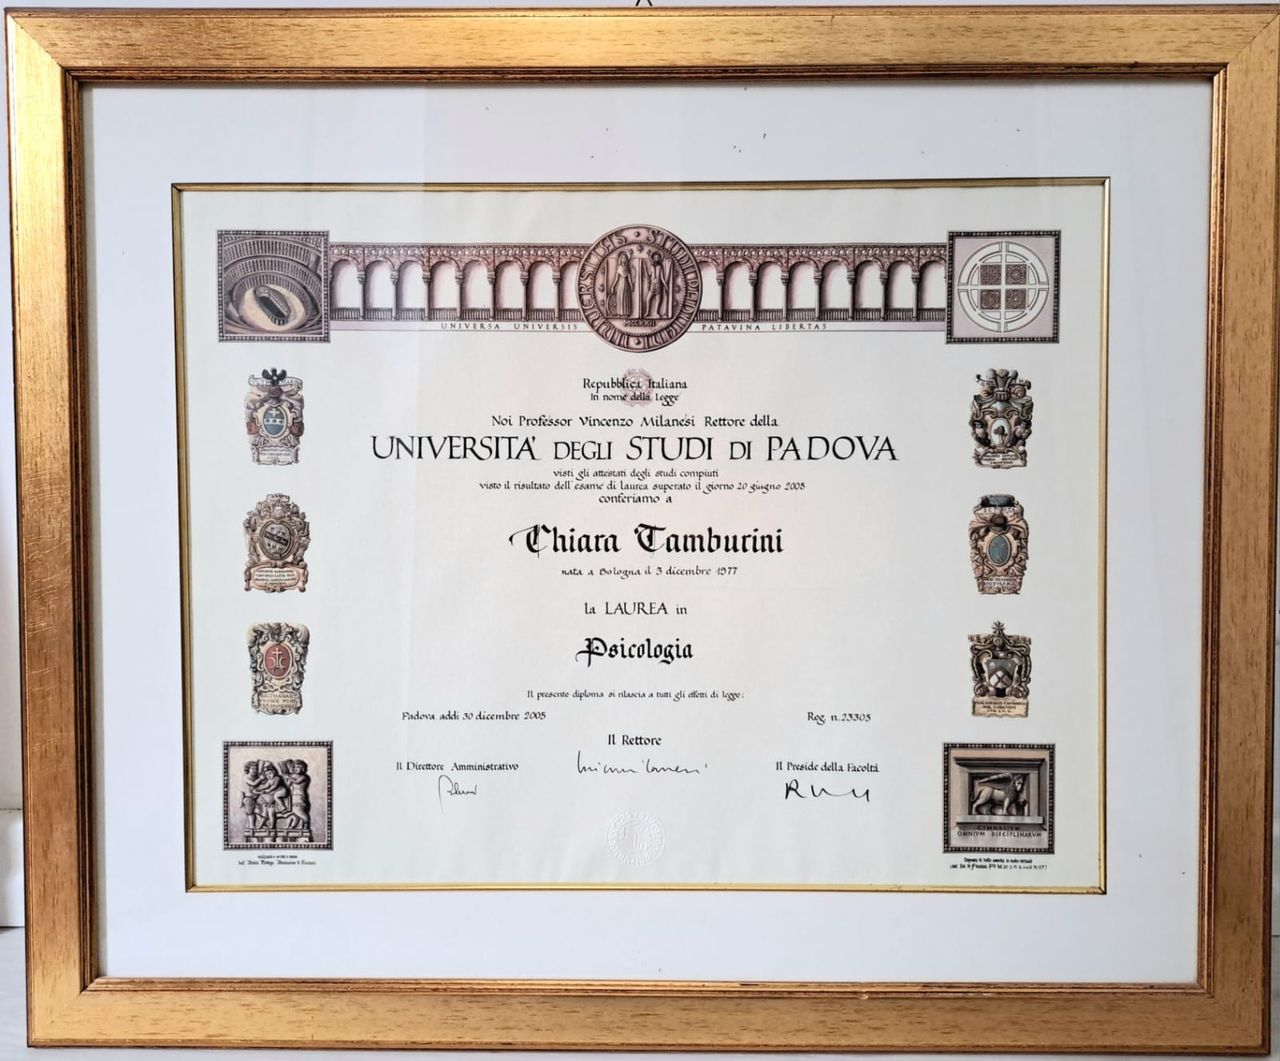 UNIVERSA UNIVERSIS PATAVINA LIBERTAS
Repubblica Italiana
In nome della Legge
Noi Professor Vincenzo Milanesi Rettore della
UNIVERSITA' DEGLI STUDI DI PADOVA
visti gli attestati degli studi compiuti
visto il risultato dell'esame di laurea superato il giorno 20 giugno 2005
conferiamo a
Chiara Tamburini
nata a Bologna il 3 dicembre 1977
la LAUREA in
Psicologia
Il presente diploma si rilascia a tutti gli effetti di legge:
Padova, addì 30 dicembre 2005
Reg. n. 23305
Il Rettore
Il Direttore Amministrativo
Il Preside della Facoltà
GYMNASIVM
OMNIVM DISCIPLINARVM